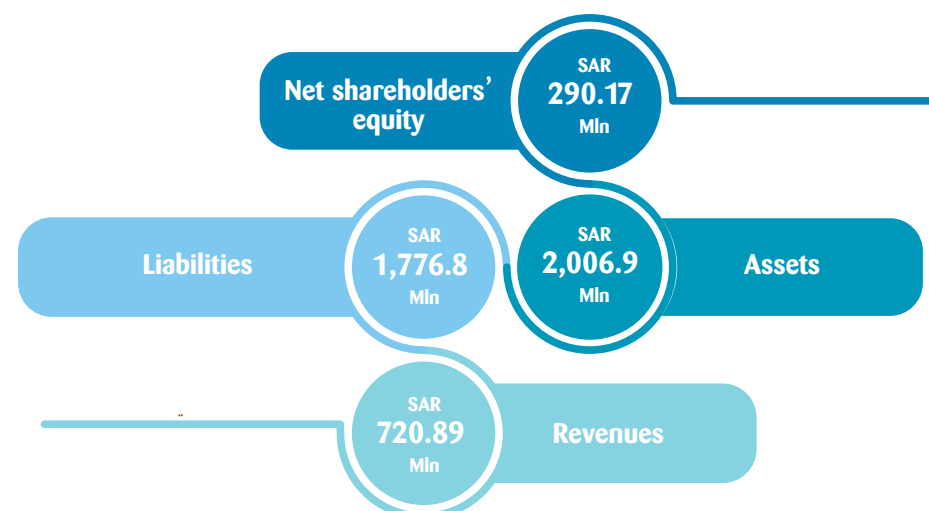 Net shareholders'
equity
SAR
290.17
Mln
Liabilities
SAR
1,776.8
Mln
SAR
2,006.9
Mln
Assets
SAR
720.89
Mln
Revenues